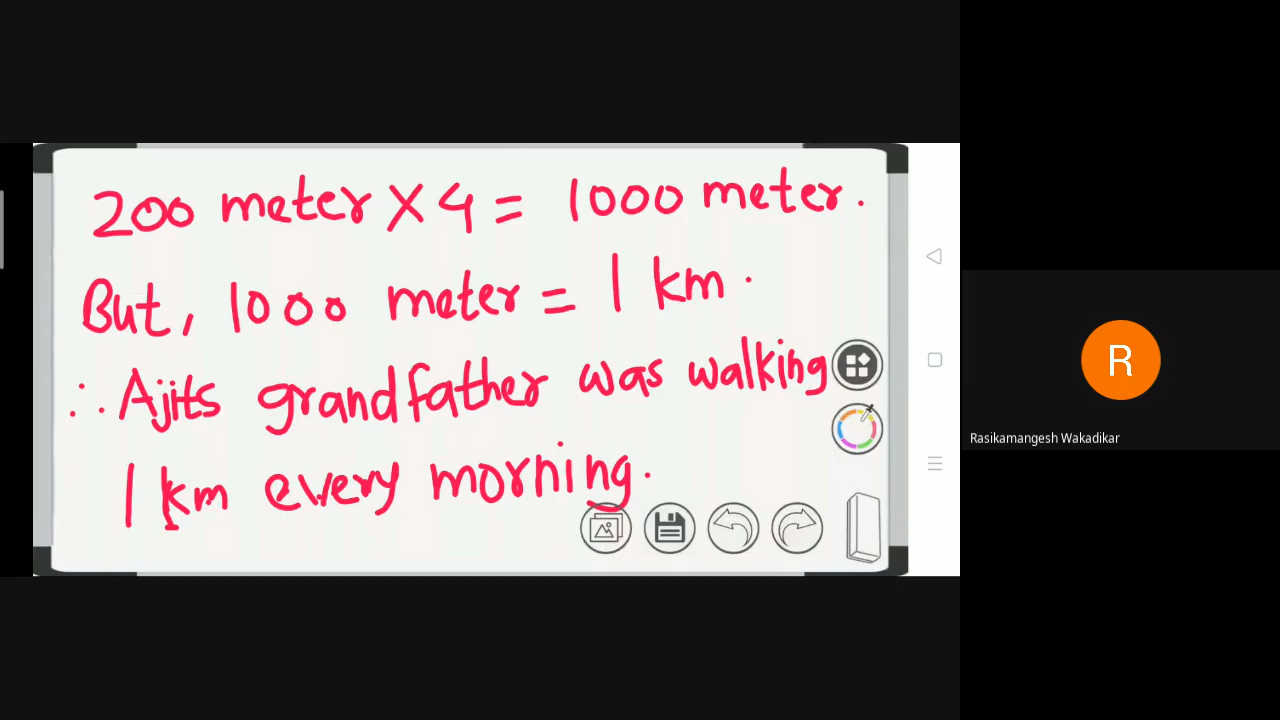 200 meter × 4 = 1000 meter.
But, 1000 meter = 1 km.
∴ Ajits grandfather was walking
1 km every morning.
R
Rasikamangesh Wakadikar